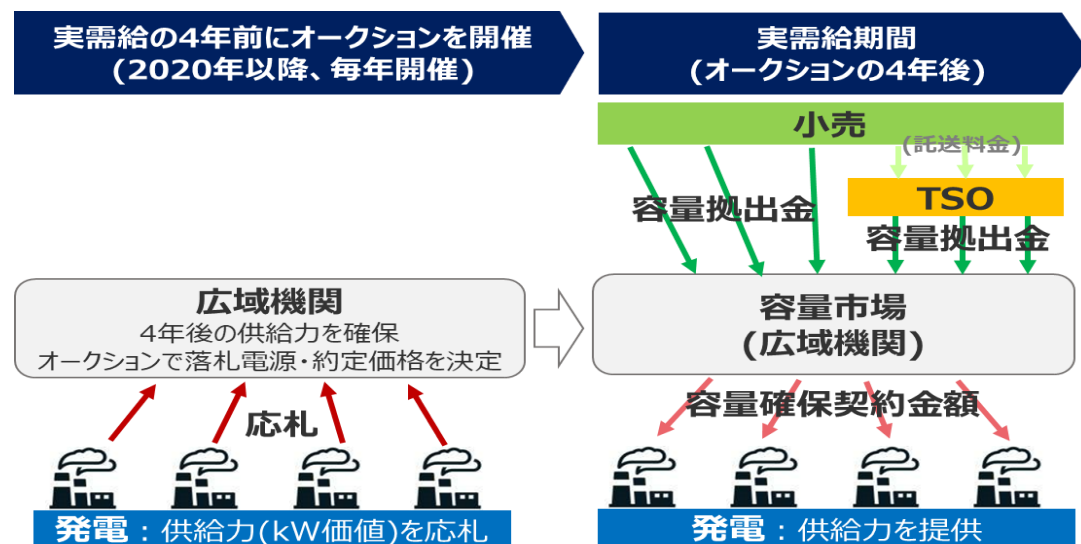 実需給の4年前にオークションを開催
(2020年以降、毎年開催)
実需給期間
(オークションの4年後)
小売
(託送料金)
TSO
容量拠出金
容量拠出金
広域機関
4年後の供給力を確保
オークションで落札電源・約定価格を決定
容量市場
(広域機関)
応札
容量確保契約金額
発電：供給力(kW価値)を応札
発電：供給力を提供